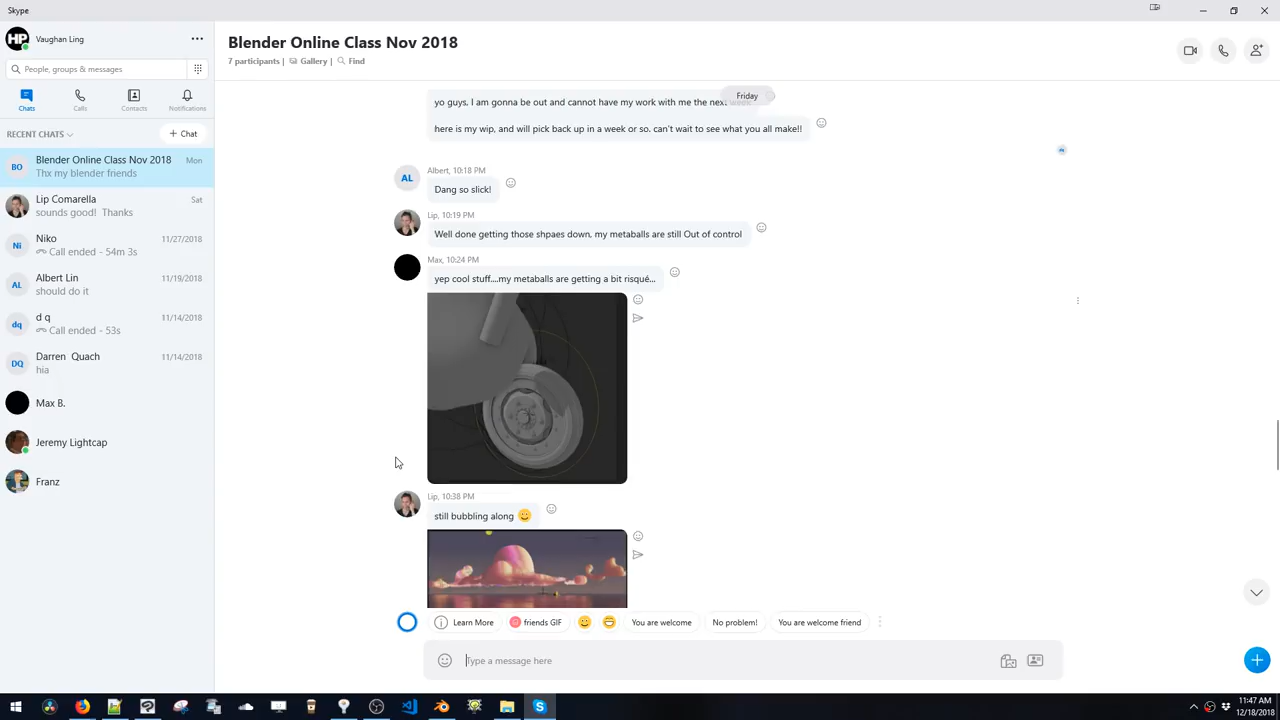 Skype
HP Vaughan Ling
People, groups & messages
Chats
Calls
Contacts
Notifications
RECENT CHATS
+ Chat
BO Blender Online Class Nov 2018 Mon
Thx my blender friends
Lip Comarella Sat
sounds good! Thanks
Ni Niko 11/27/2018
Call ended - 54m 3s
AL Albert Lin 11/19/2018
should do it
dq d q 11/14/2018
Call ended - 53s
DQ Darren Quach 11/14/2018
hia
Max B.
Jeremy Lightcap
Franz
Blender Online Class Nov 2018
7 participants | Gallery | Find
Friday
yo guys, I am gonna be out and cannot have my work with me the next week
here is my wip, and will pick back up in a week or so. can't wait to see what you all make!!
Albert, 10:18 PM
AL
Dang so slick!
Lip, 10:19 PM
Well done getting those shpaes down, my metaballs are still Out of control
Max, 10:24 PM
yep cool stuff....my metaballs are getting a bit risqué...
Lip, 10:38 PM
still bubbling along
Learn More
friends GIF
You are welcome
No problem!
You are welcome friend
Type a message here
11:47 AM
12/18/2018